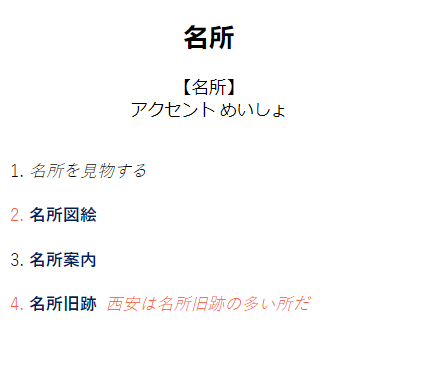 名所
【名所】
アクセント めいしょ
1. 名所を見物する
2. 名所図絵
3. 名所案内
4. 名所旧跡 西安は名所旧跡の多い所だ